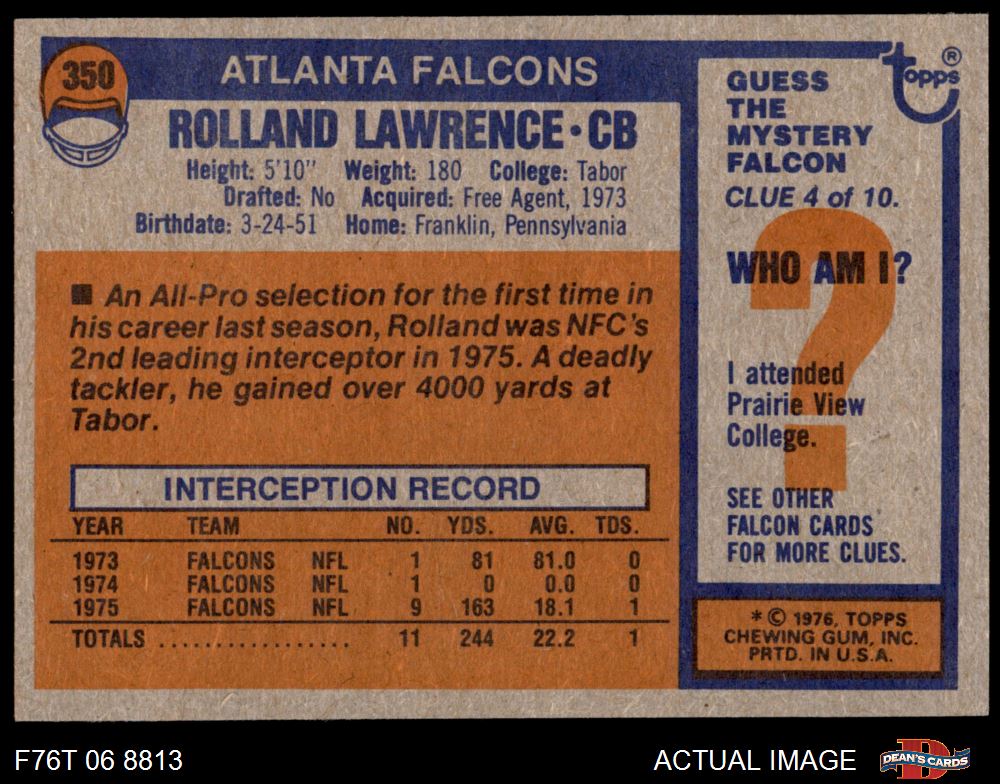 350
ATLANTA FALCONS
ROLLAND LAWRENCE • CB
Height: 5'10" Weight: 180 College: Tabor
Drafted: No Acquired: Free Agent, 1973
Birthdate: 3-24-51 Home: Franklin, Pennsylvania
■ An All-Pro selection for the first time in
his career last season, Rolland was NFC's
2nd leading interceptor in 1975. A deadly
tackler, he gained over 4000 yards at
Tabor.
INTERCEPTION RECORD
YEAR TEAM NO. YDS. AVG. TDS.
1973 FALCONS NFL 1 81 81.0 0
1974 FALCONS NFL 1 0 0.0 0
1975 FALCONS NFL 9 163 18.1 1
TOTALS ................. 11 244 22.2 1
topps ®
GUESS
THE
MYSTERY
FALCON
CLUE 4 of 10.
?
WHO AM I?
I attended
Prairie View
College.
SEE OTHER
FALCON CARDS
FOR MORE CLUES.
* © 1976, TOPPS
CHEWING GUM, INC.
PRTD. IN U.S.A.
F76T 06 8813
ACTUAL IMAGE
D
DEAN'S CARDS